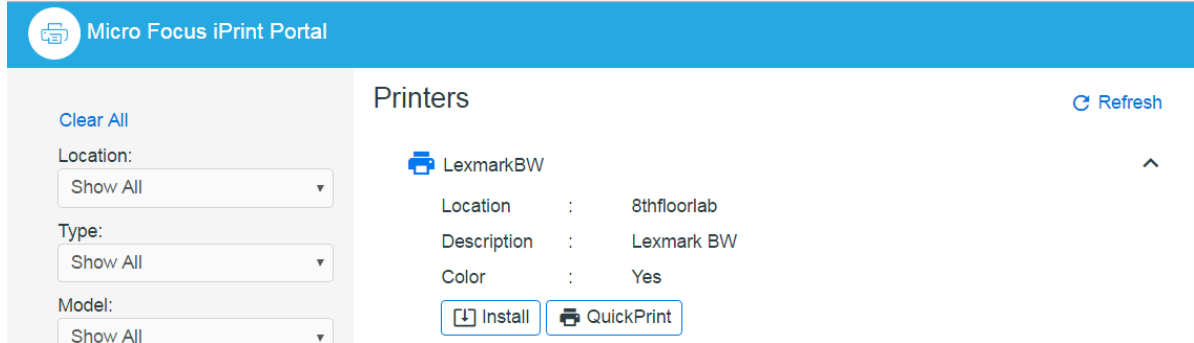 Micro Focus iPrint Portal
Clear All
Location:
Show All
Type:
Show All
Model:
Show All
Printers
Refresh
LexmarkBW
Location : 8thfloorlab
Description : Lexmark BW
Color : Yes
Install QuickPrint